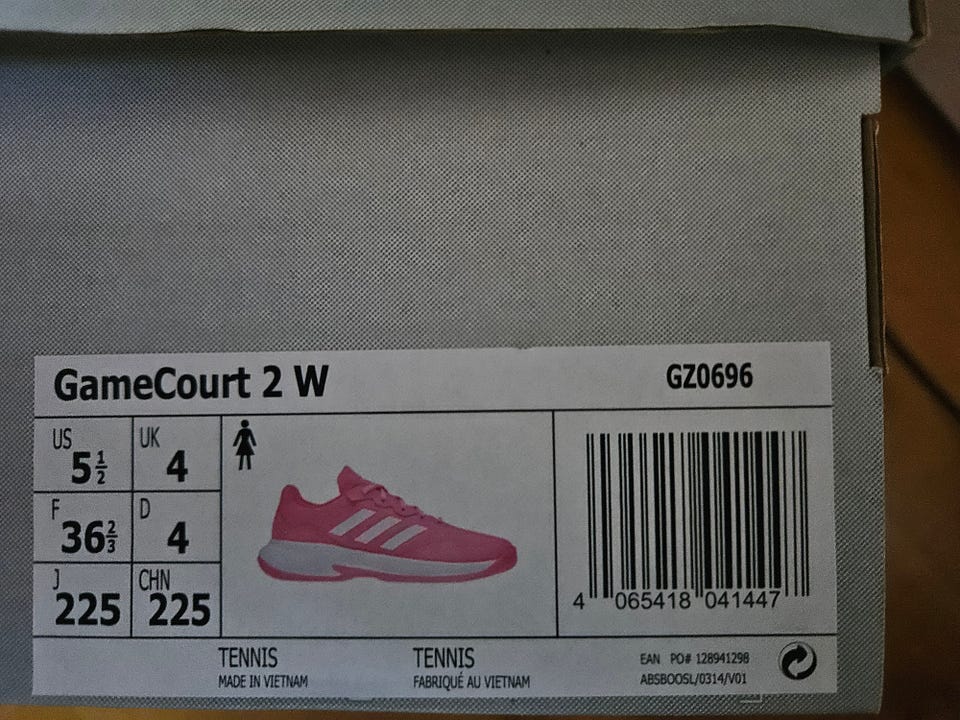 GameCourt 2 W GZ0696
US 5½ UK 4
F 36⅔ D 4
J 225 CHN 225
4 065418 041447
TENNIS TENNIS EAN PO# 128941298
MADE IN VIETNAM FABRIQUÉ AU VIETNAM ABSBOOSL/0314/V01